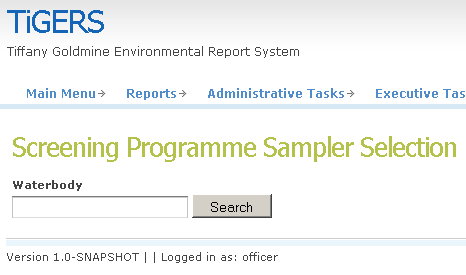 TiGERS
Tiffany Goldmine Environmental Report System
Main Menu Reports Administrative Tasks Executive Tas
Screening Programme Sampler Selection
Waterbody
Search
Version 1.0-SNAPSHOT | | Logged in as: officer